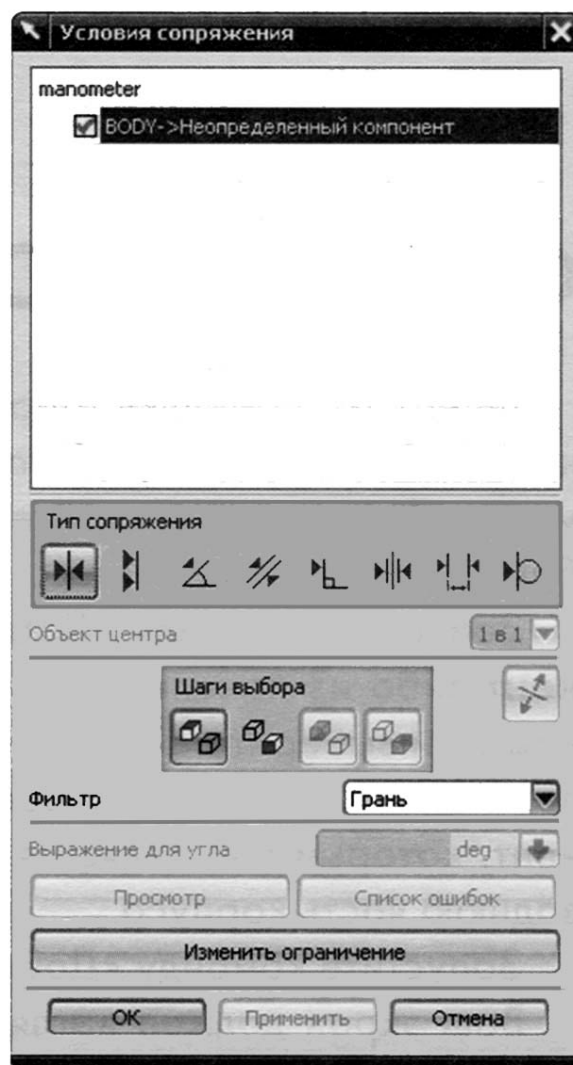 Условия сопряжения
manometer
BODY->Неопределенный компонент
Тип сопряжения
Объект центра 1 в 1
Шаги выбора
Фильтр Грань
Выражение для угла deg
Просмотр Список ошибок
Изменить ограничение
ОК Применить Отмена